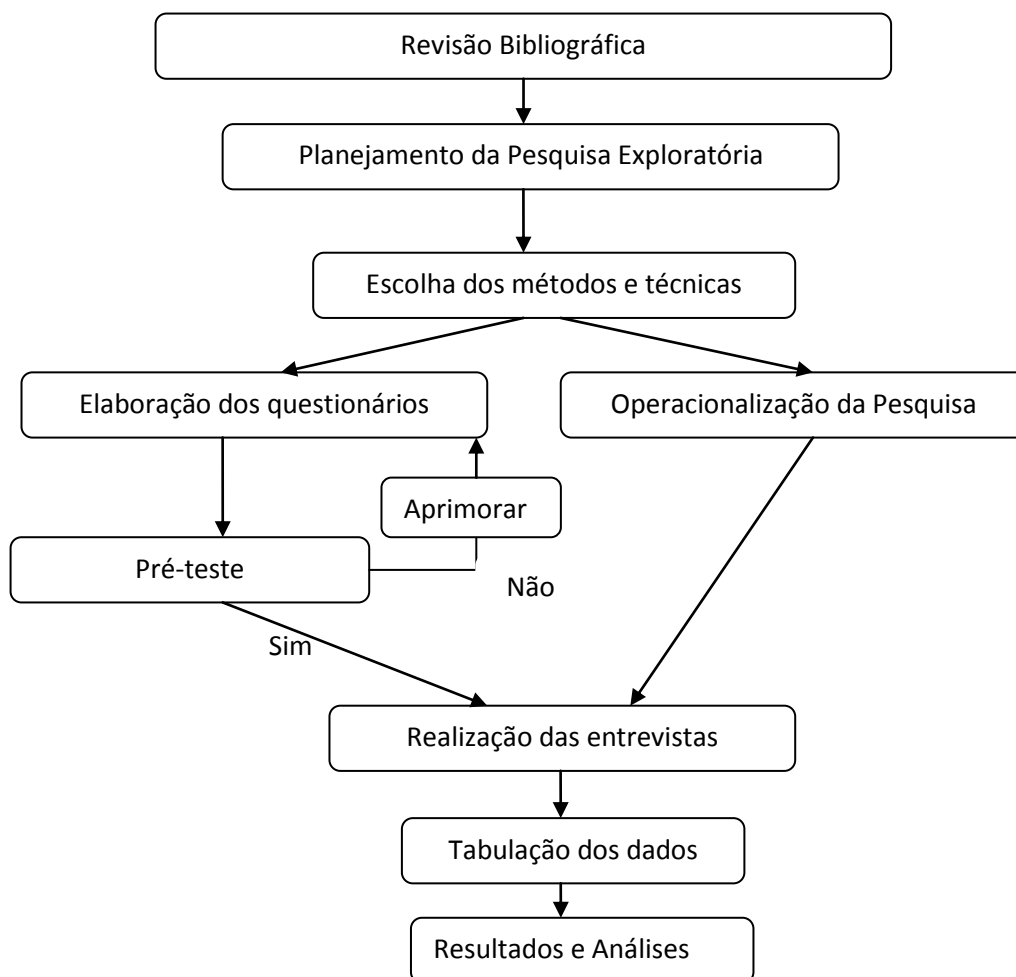 Revisão Bibliográfica
Planejamento da Pesquisa Exploratória
Escolha dos métodos e técnicas
Elaboração dos questionários
Operacionalização da Pesquisa
Aprimorar
Pré-teste
Não
Sim
Realização das entrevistas
Tabulação dos dados
Resultados e Análises